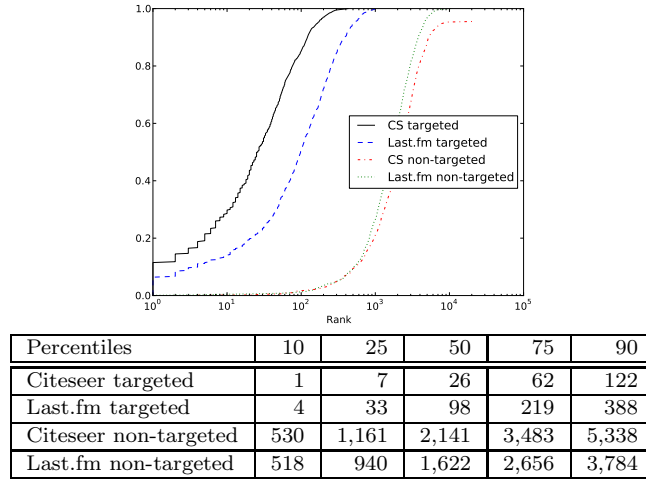 1.0
0.8
0.6
0.4
0.2
0.0
10^0 10^1 10^2 10^3 10^4 10^5
Rank
CS targeted
Last.fm targeted
CS non-targeted
Last.fm non-targeted
Percentiles 10 25 50 75 90
Citeseer targeted 1 7 26 62 122
Last.fm targeted 4 33 98 219 388
Citeseer non-targeted 530 1,161 2,141 3,483 5,338
Last.fm non-targeted 518 940 1,622 2,656 3,784